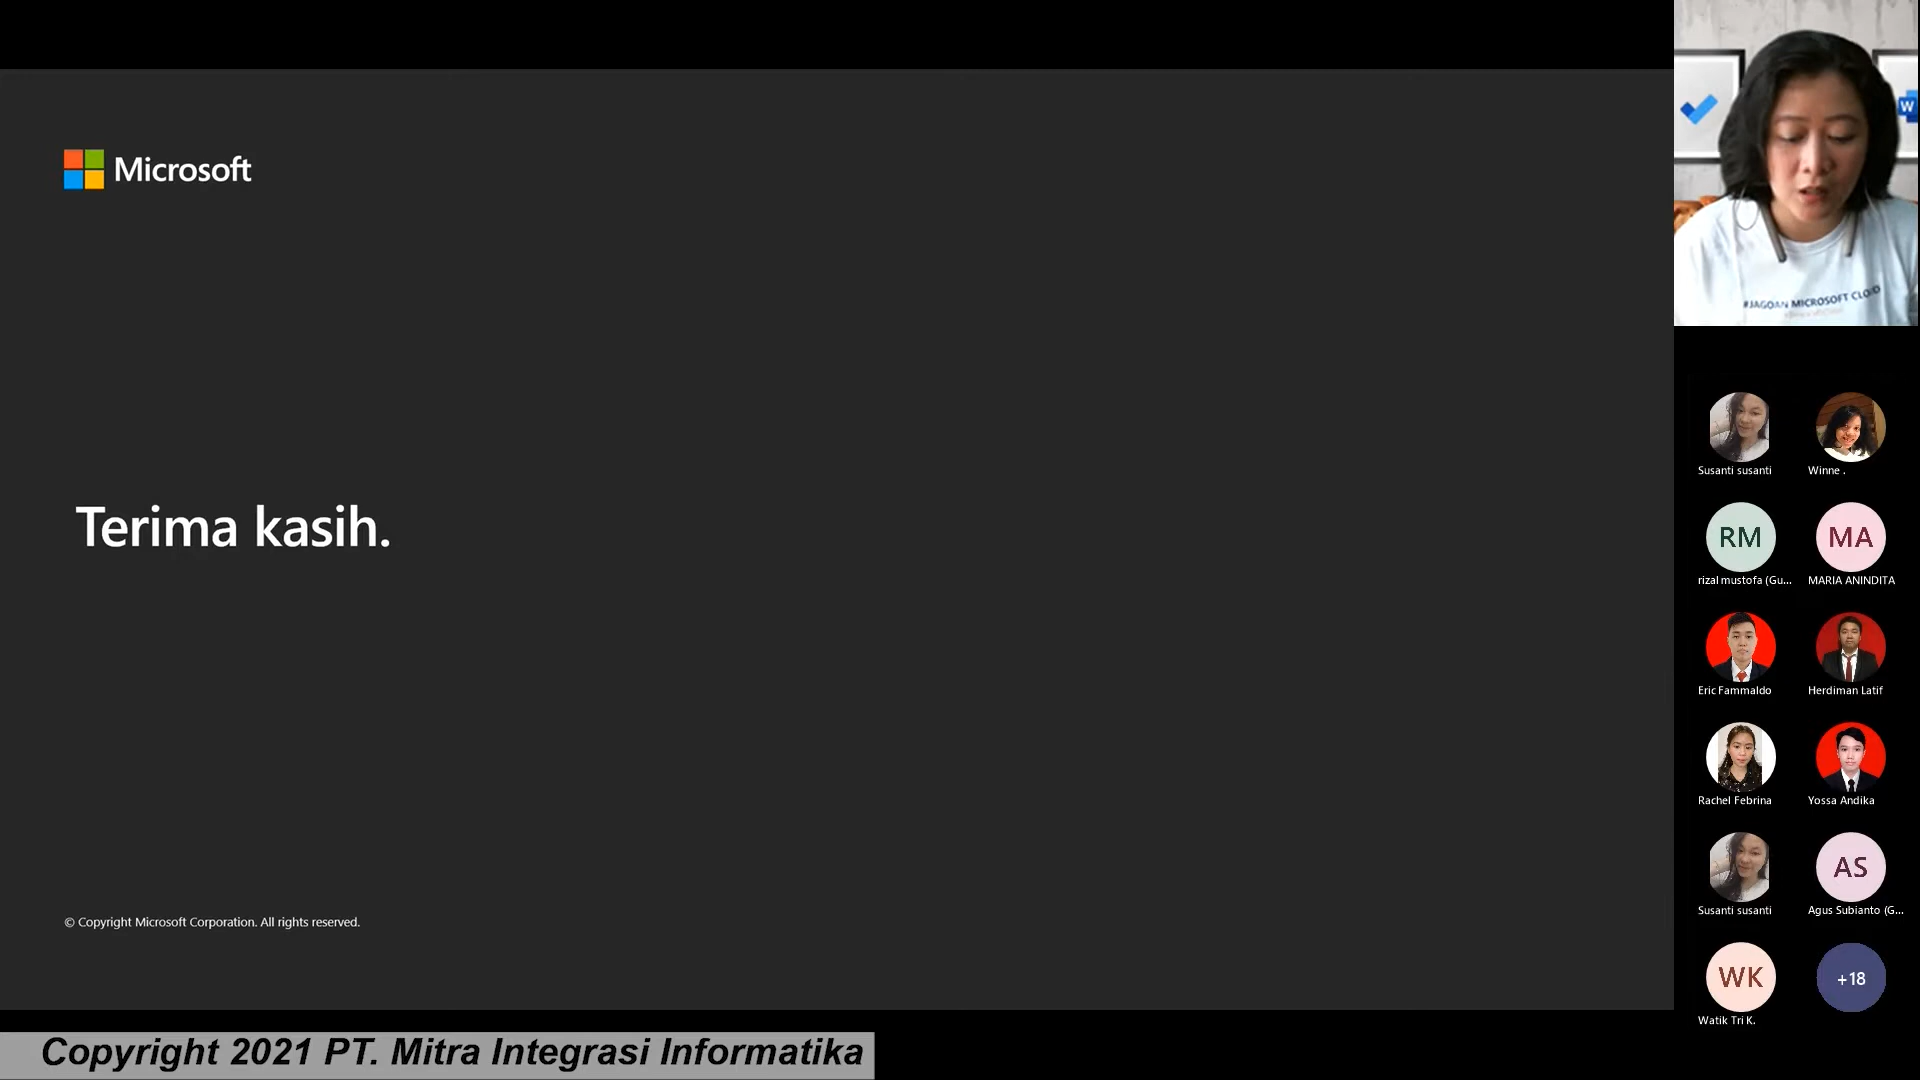 Microsoft
Terima kasih.
© Copyright Microsoft Corporation. All rights reserved.
Copyright 2021 PT. Mitra Integrasi Informatika
W
#JAGOAN MICROSOFT CLOUD
Susanti susanti
Winne .
RM
MA
rizal mustofa (Gu...
MARIA ANINDITA
Eric Fammaldo
Herdiman Latif
Rachel Febrina
Yossa Andika
AS
Susanti susanti
Agus Subianto (G...
WK
+18
Watik Tri K.